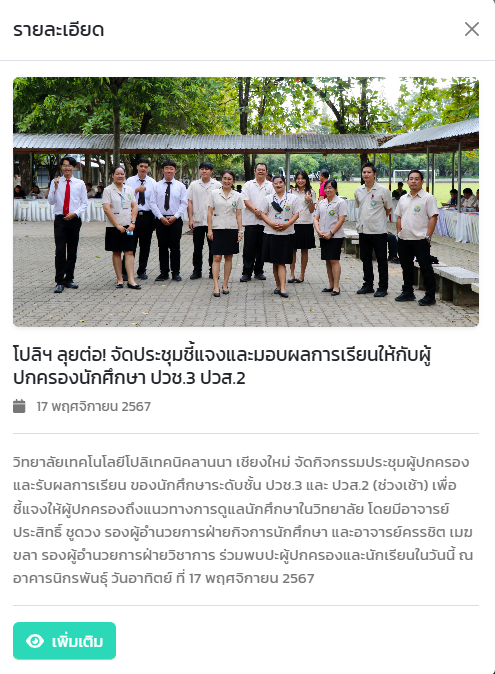 รายละเอียด
โปลิฯ ลุยต่อ! จัดประชุมชี้แจงและมอบผลการเรียนให้กับผู้
ปกครองนักศึกษา ปวช.3 ปวส.2
17 พฤศจิกายน 2567
วิทยาลัยเทคโนโลยีโปลิเทคนิคลานนา เชียงใหม่ จัดกิจกรรมประชุมผู้ปกครอง
และรับผลการเรียน ของนักศึกษาระดับชั้น ปวช.3 และ ปวส.2 (ช่วงเช้า) เพื่อ
ชี้แจงให้ผู้ปกครองถึงแนวทางการดูแลนักศึกษาในวิทยาลัย โดยมีอาจารย์
ประสิทธิ์ ชูดวง รองผู้อำนวยการฝ่ายกิจการนักศึกษา และอาจารย์ครรชิต เมฆ
ขลา รองผู้อำนวยการฝ่ายวิชาการ ร่วมพบปะผู้ปกครองและนักเรียนในวันนี้ ณ
อาคารนิกรพันธุ์ วันอาทิตย์ ที่ 17 พฤศจิกายน 2567
เพิ่มเติม